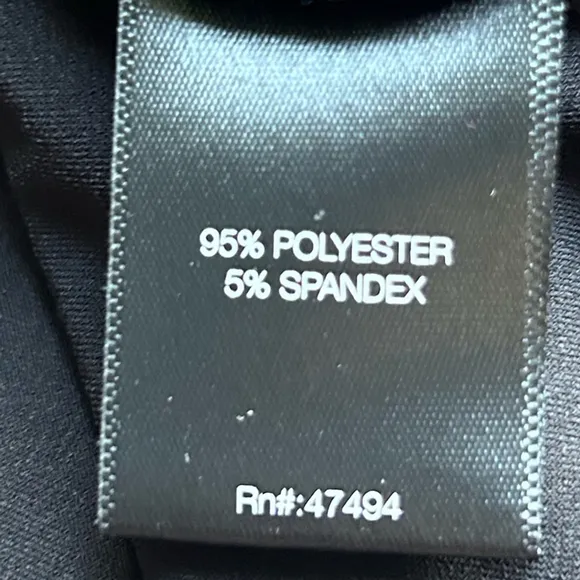 95% POLYESTER
5% SPANDEX
Rn#:47494